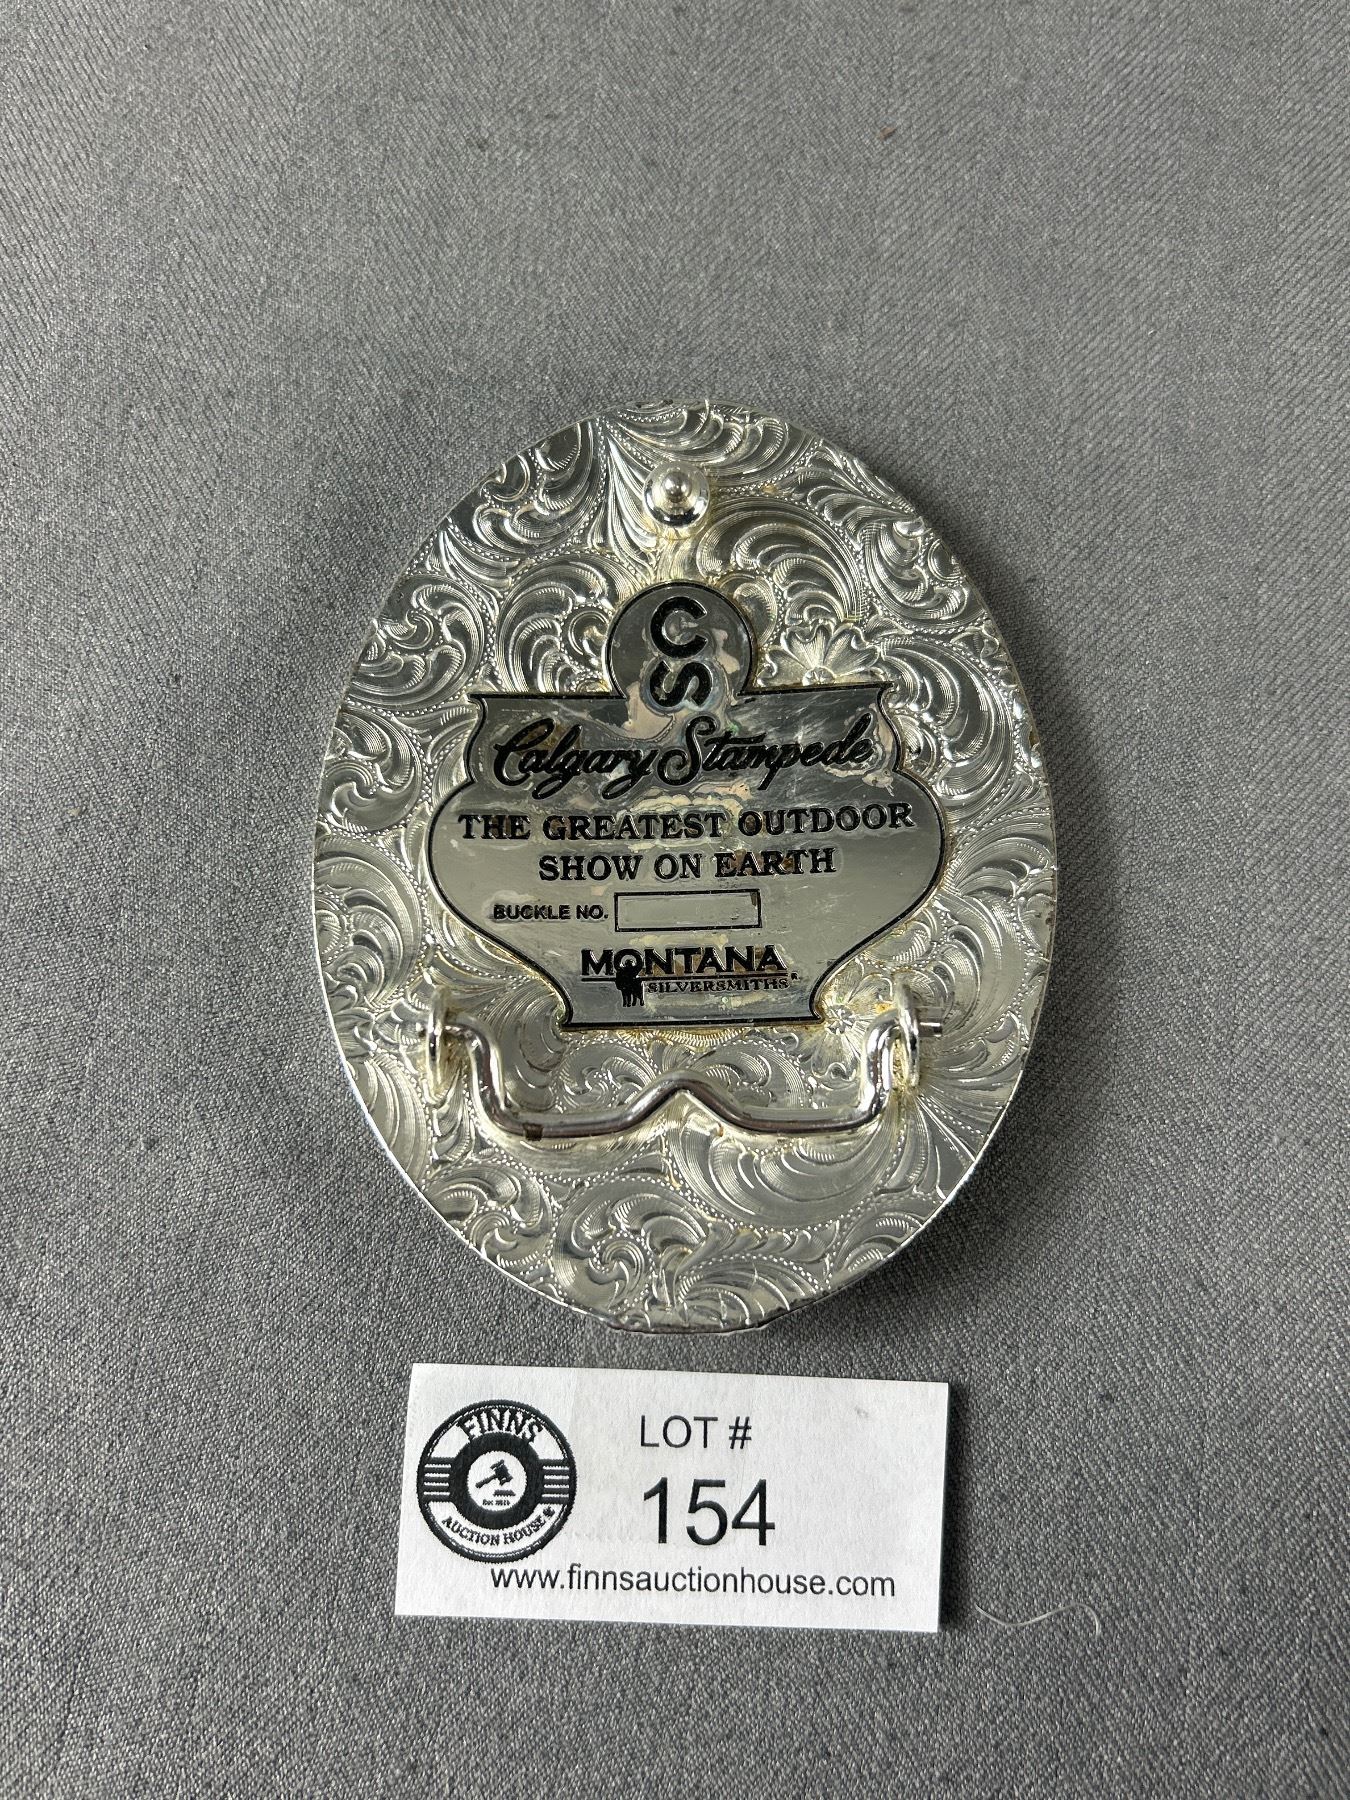 CS
Calgary Stampede
THE GREATEST OUTDOOR
SHOW ON EARTH
BUCKLE NO.
MONTANA
SILVERSMITHS
FINNS
AUCTION HOUSE
LOT #
154
www.finnsauctionhouse.com